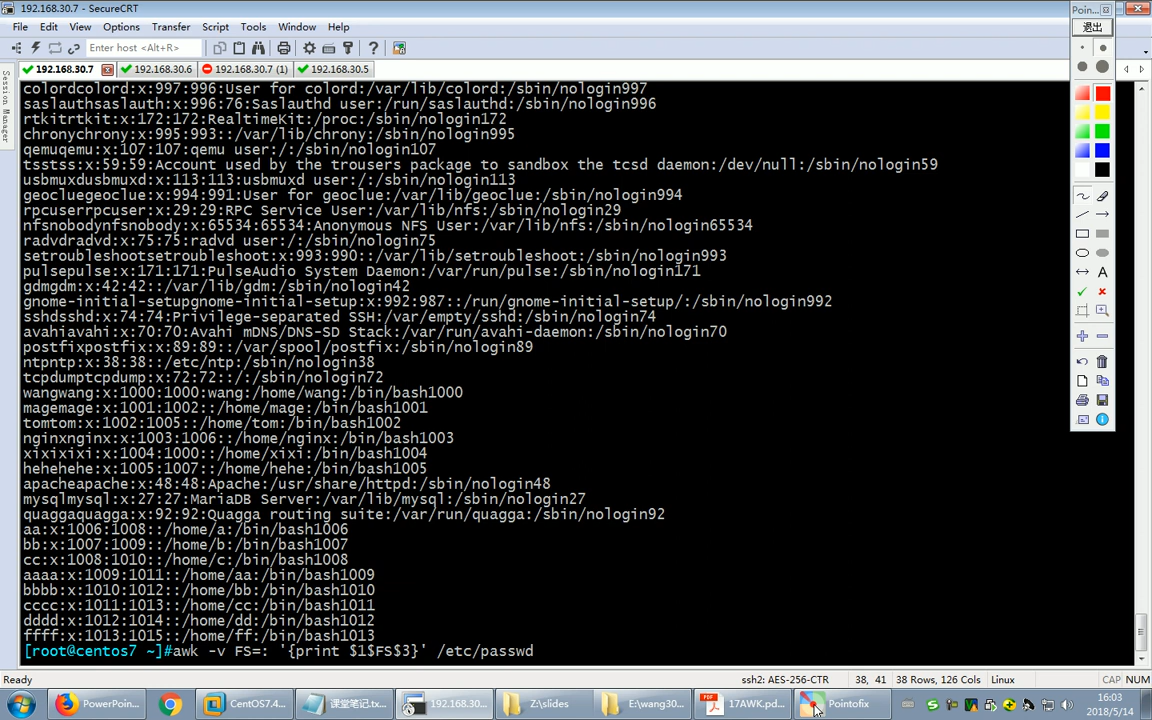 192.168.30.7 - SecureCRT
File Edit View Options Transfer Script Tools Window Help
Enter host <Alt+R>
192.168.30.7 192.168.30.6 192.168.30.7 (1) 192.168.30.5
Session Manager
colordcolord:x:997:996:User for colord:/var/lib/colord:/sbin/nologin997
saslauthsaslauth:x:996:76:Saslauthd user:/run/saslauthd:/sbin/nologin996
rtkitrtkit:x:172:172:RealtimeKit:/proc:/sbin/nologin172
chronychrony:x:995:993::/var/lib/chrony:/sbin/nologin995
qemuqemu:x:107:107:qemu user:/:/sbin/nologin107
tsstss:x:59:59:Account used by the trousers package to sandbox the tcsd daemon:/dev/null:/sbin/nologin59
usbmuxdusbmuxd:x:113:113:usbmuxd user:/:/sbin/nologin113
geocluegeoclue:x:994:991:User for geoclue:/var/lib/geoclue:/sbin/nologin994
rpcuserrpcuser:x:29:29:RPC Service User:/var/lib/nfs:/sbin/nologin29
nfsnobodynfsnobody:x:65534:65534:Anonymous NFS User:/var/lib/nfs:/sbin/nologin65534
radvdradvd:x:75:75:radvd user:/:/sbin/nologin75
setroubleshootsetroubleshoot:x:993:990::/var/lib/setroubleshoot:/sbin/nologin993
pulsepulse:x:171:171:PulseAudio System Daemon:/var/run/pulse:/sbin/nologin171
gdmgdm:x:42:42::/var/lib/gdm:/sbin/nologin42
gnome-initial-setupgnome-initial-setup:x:992:987::/run/gnome-initial-setup/:/sbin/nologin992
sshdsshd:x:74:74:Privilege-separated SSH:/var/empty/sshd:/sbin/nologin74
avahiavahi:x:70:70:Avahi mDNS/DNS-SD Stack:/var/run/avahi-daemon:/sbin/nologin70
postfixpostfix:x:89:89::/var/spool/postfix:/sbin/nologin89
ntpntp:x:38:38::/etc/ntp:/sbin/nologin38
tcpdumptcpdump:x:72:72::/:/sbin/nologin72
wangwang:x:1000:1000:wang:/home/wang:/bin/bash1000
magemage:x:1001:1002::/home/mage:/bin/bash1001
tomtom:x:1002:1005::/home/tom:/bin/bash1002
nginxnginx:x:1003:1006::/home/nginx:/bin/bash1003
xixixixi:x:1004:1000::/home/xixi:/bin/bash1004
hehehehe:x:1005:1007::/home/hehe:/bin/bash1005
apacheapache:x:48:48:Apache:/usr/share/httpd:/sbin/nologin48
mysqlmysql:x:27:27:MariaDB Server:/var/lib/mysql:/sbin/nologin27
quaggaquagga:x:92:92:Quagga routing suite:/var/run/quagga:/sbin/nologin92
aa:x:1006:1008::/home/a:/bin/bash1006
bb:x:1007:1009::/home/b:/bin/bash1007
cc:x:1008:1010::/home/c:/bin/bash1008
aaaa:x:1009:1011::/home/aa:/bin/bash1009
bbbb:x:1010:1012::/home/bb:/bin/bash1010
cccc:x:1011:1013::/home/cc:/bin/bash1011
dddd:x:1012:1014::/home/dd:/bin/bash1012
ffff:x:1013:1015::/home/ff:/bin/bash1013
[root@centos7 ~]#awk -v FS=: '{print $1$FS$3}' /etc/passwd
Poin...
退出
A
Ready ssh2: AES-256-CTR 38, 41 38 Rows, 126 Cols Linux CAP NUM
PowerPoin... CentOS7.4... 课堂笔记.tx... 192.168.30... Z:\slides E:\wang30... 17AWK.pd... Pointofix
16:03
2018/5/14